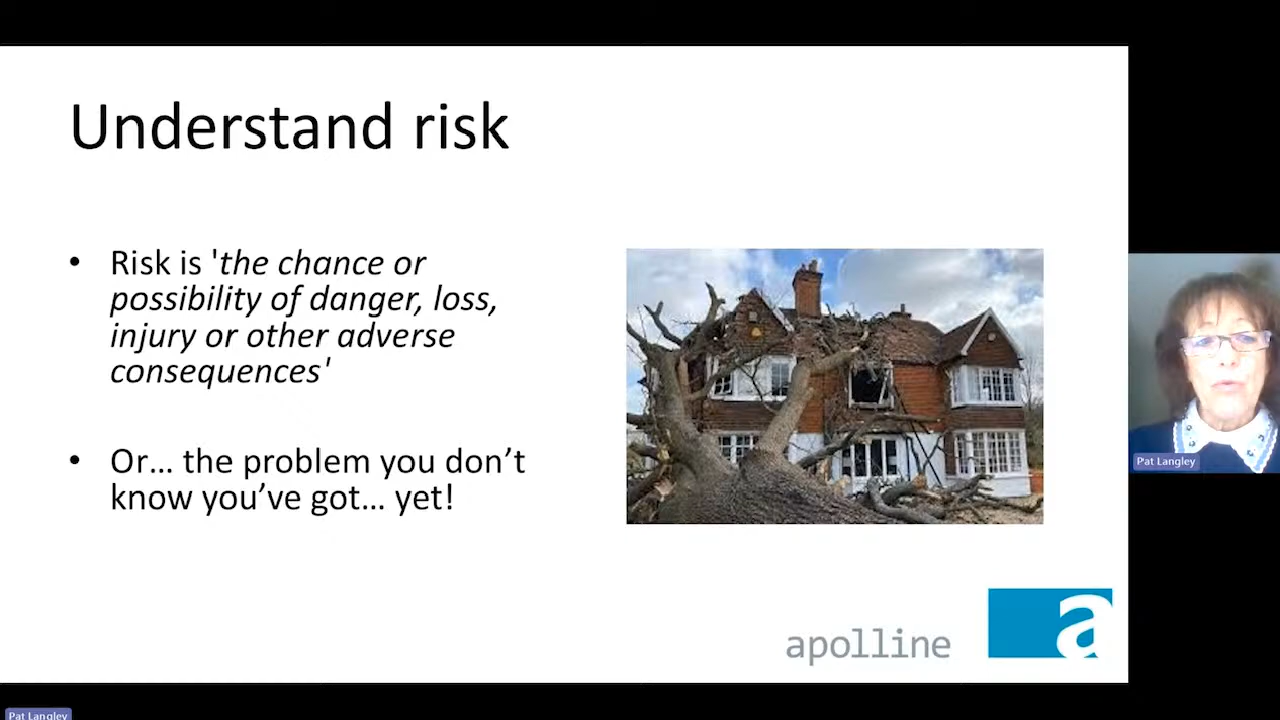 Understand risk
• Risk is 'the chance or
possibility of danger, loss,
injury or other adverse
consequences'
• Or… the problem you don’t
know you’ve got… yet!
apolline
a
Pat Langley
Pat Langley